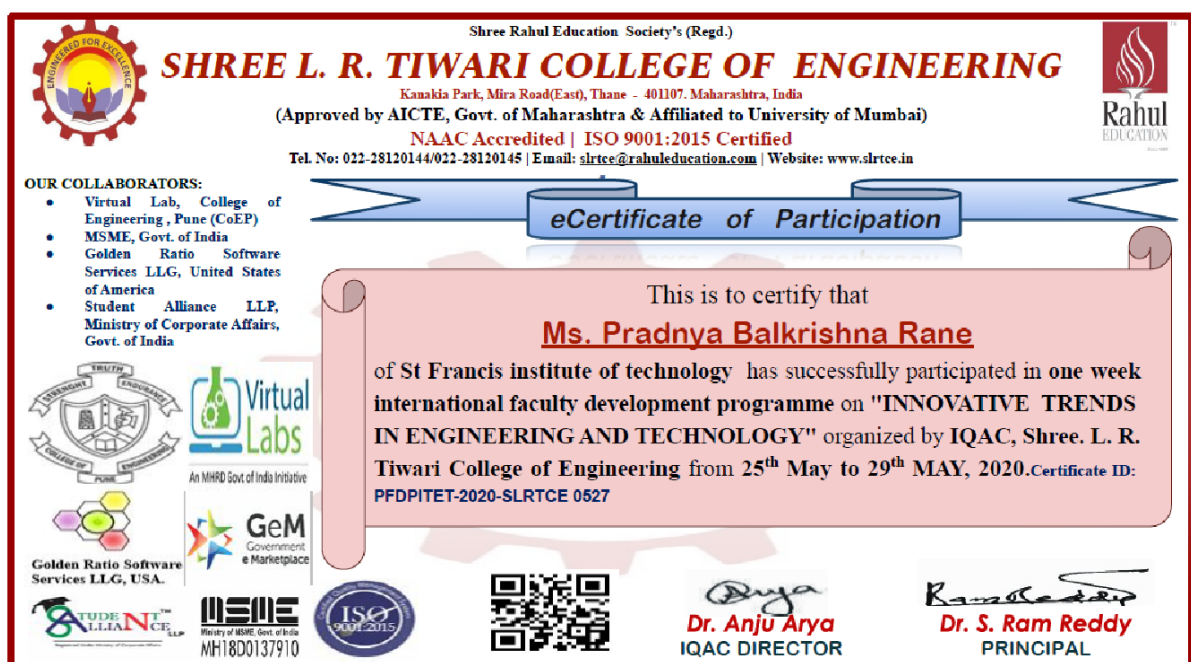 Shree Rahul Education Society's (Regd.)
SHREE L. R. TIWARI COLLEGE OF ENGINEERING
Kanakia Park, Mira Road(East), Thane - 401107. Maharashtra, India
(Approved by AICTE, Govt. of Maharashtra & Affiliated to University of Mumbai)
NAAC Accredited | ISO 9001:2015 Certified
Tel. No: 022-28120144/022-28120145 | Email: slrtce@rahuleducation.com | Website: www.slrtce.in
ENGINEERED FOR EXCELLENCE
Rahul
EDUCATION
OUR COLLABORATORS:
• Virtual Lab, College of
Engineering , Pune (CoEP)
• MSME, Govt. of India
• Golden Ratio Software
Services LLG, United States
of America
• Student Alliance LLP,
Ministry of Corporate Affairs,
Govt. of India
eCertificate of Participation
This is to certify that
Ms. Pradnya Balkrishna Rane
of St Francis institute of technology has successfully participated in one week
international faculty development programme on "INNOVATIVE TRENDS
IN ENGINEERING AND TECHNOLOGY" organized by IQAC, Shree. L. R.
Tiwari College of Engineering from 25th May to 29th MAY, 2020.Certificate ID:
PFDPITET-2020-SLRTCE 0527
TRUTH
STRENGHT
ENDURANCE
COLLEGE OF
ENGINEERING
PUNE
Virtual
Labs
An MHRD Govt of India Initiative
Golden Ratio Software
Services LLG, USA.
GeM
Government
e Marketplace
STUDENT
ALLIANCE LLP
TM
msme
Ministry of MSME, Govt. of India
MH18D0137910
ISO
9001:2015
Arya
Dr. Anju Arya
IQAC DIRECTOR
RamReddy
Dr. S. Ram Reddy
PRINCIPAL